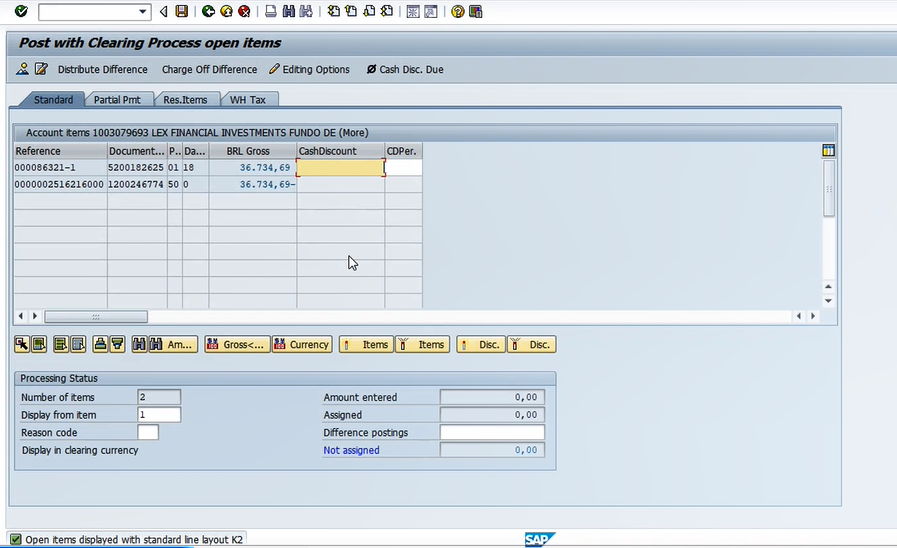 Post with Clearing Process open items
Distribute Difference Charge Off Difference Editing Options Cash Disc. Due
Standard Partial Pmt Res.Items WH Tax
Account items 1003079693 LEX FINANCIAL INVESTMENTS FUNDO DE (More)
Reference Document... P.. Da... BRL Gross CashDiscount CDPer.
000086321-1 5200182625 01 18 36.734,69
0000002516216000 1200246774 50 0 36.734,69-
Am... Gross<... Currency Items Items Disc. Disc.
Processing Status
Number of items 2 Amount entered 0,00
Display from item 1 Assigned 0,00
Reason code Difference postings
Display in clearing currency Not assigned 0,00
Open items displayed with standard line layout K2
SAP